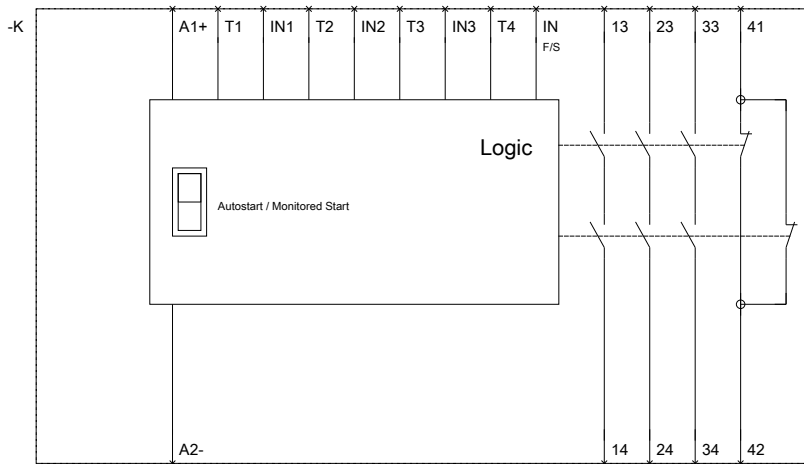 -K A1+ T1 IN1 T2 IN2 T3 IN3 T4 IN 13 23 33 41
F/S
Logic
Autostart / Monitored Start
A2- 14 24 34 42